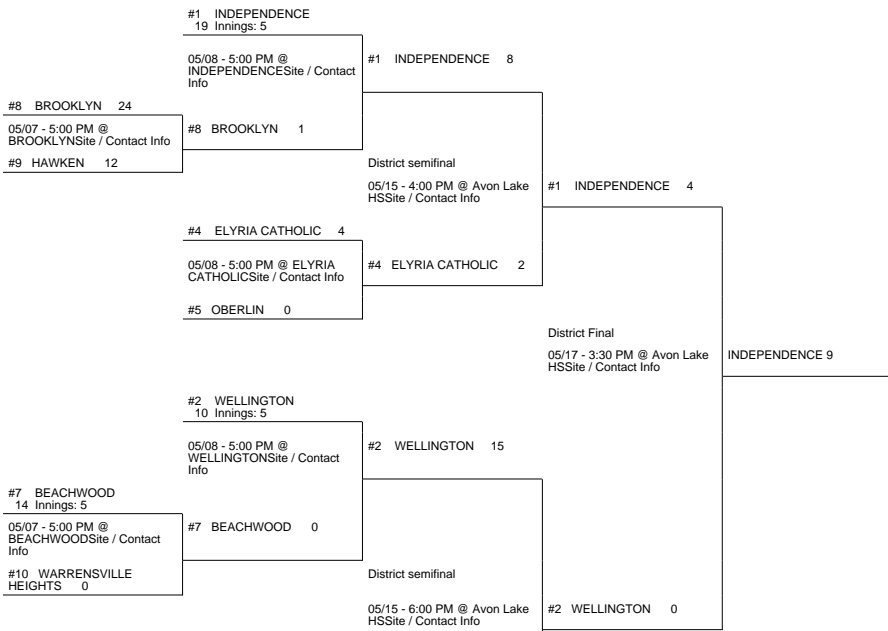 #1 INDEPENDENCE
19 Innings: 5
05/08 - 5:00 PM @
INDEPENDENCESite / Contact
Info
#1 INDEPENDENCE 8
#8 BROOKLYN 24
05/07 - 5:00 PM @
BROOKLYNSite / Contact Info
#8 BROOKLYN 1
#9 HAWKEN 12
District semifinal
05/15 - 4:00 PM @ Avon Lake
HSSite / Contact Info
#1 INDEPENDENCE 4
#4 ELYRIA CATHOLIC 4
05/08 - 5:00 PM @ ELYRIA
CATHOLICSite / Contact Info
#4 ELYRIA CATHOLIC 2
#5 OBERLIN 0
District Final
05/17 - 3:30 PM @ Avon Lake
HSSite / Contact Info
INDEPENDENCE 9
#2 WELLINGTON
10 Innings: 5
05/08 - 5:00 PM @
WELLINGTONSite / Contact
Info
#2 WELLINGTON 15
#7 BEACHWOOD
14 Innings: 5
05/07 - 5:00 PM @
BEACHWOODSite / Contact
Info
#7 BEACHWOOD 0
#10 WARRENSVILLE
HEIGHTS 0
District semifinal
05/15 - 6:00 PM @ Avon Lake
HSSite / Contact Info
#2 WELLINGTON 0